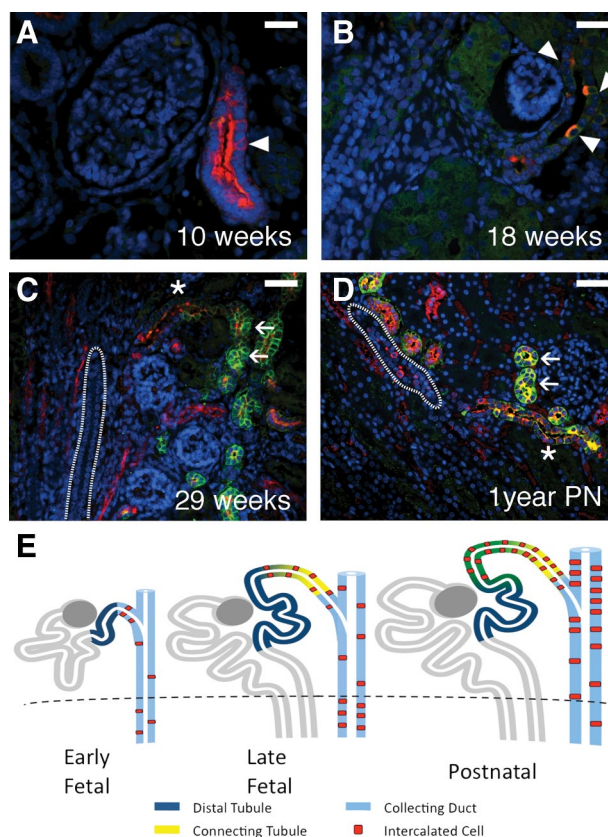 A
10 weeks
B
18 weeks
C
*
29 weeks
D
*
1year PN
E
Early
Fetal
Late
Fetal
Postnatal
Distal Tubule
Collecting Duct
Connecting Tubule
Intercalated Cell